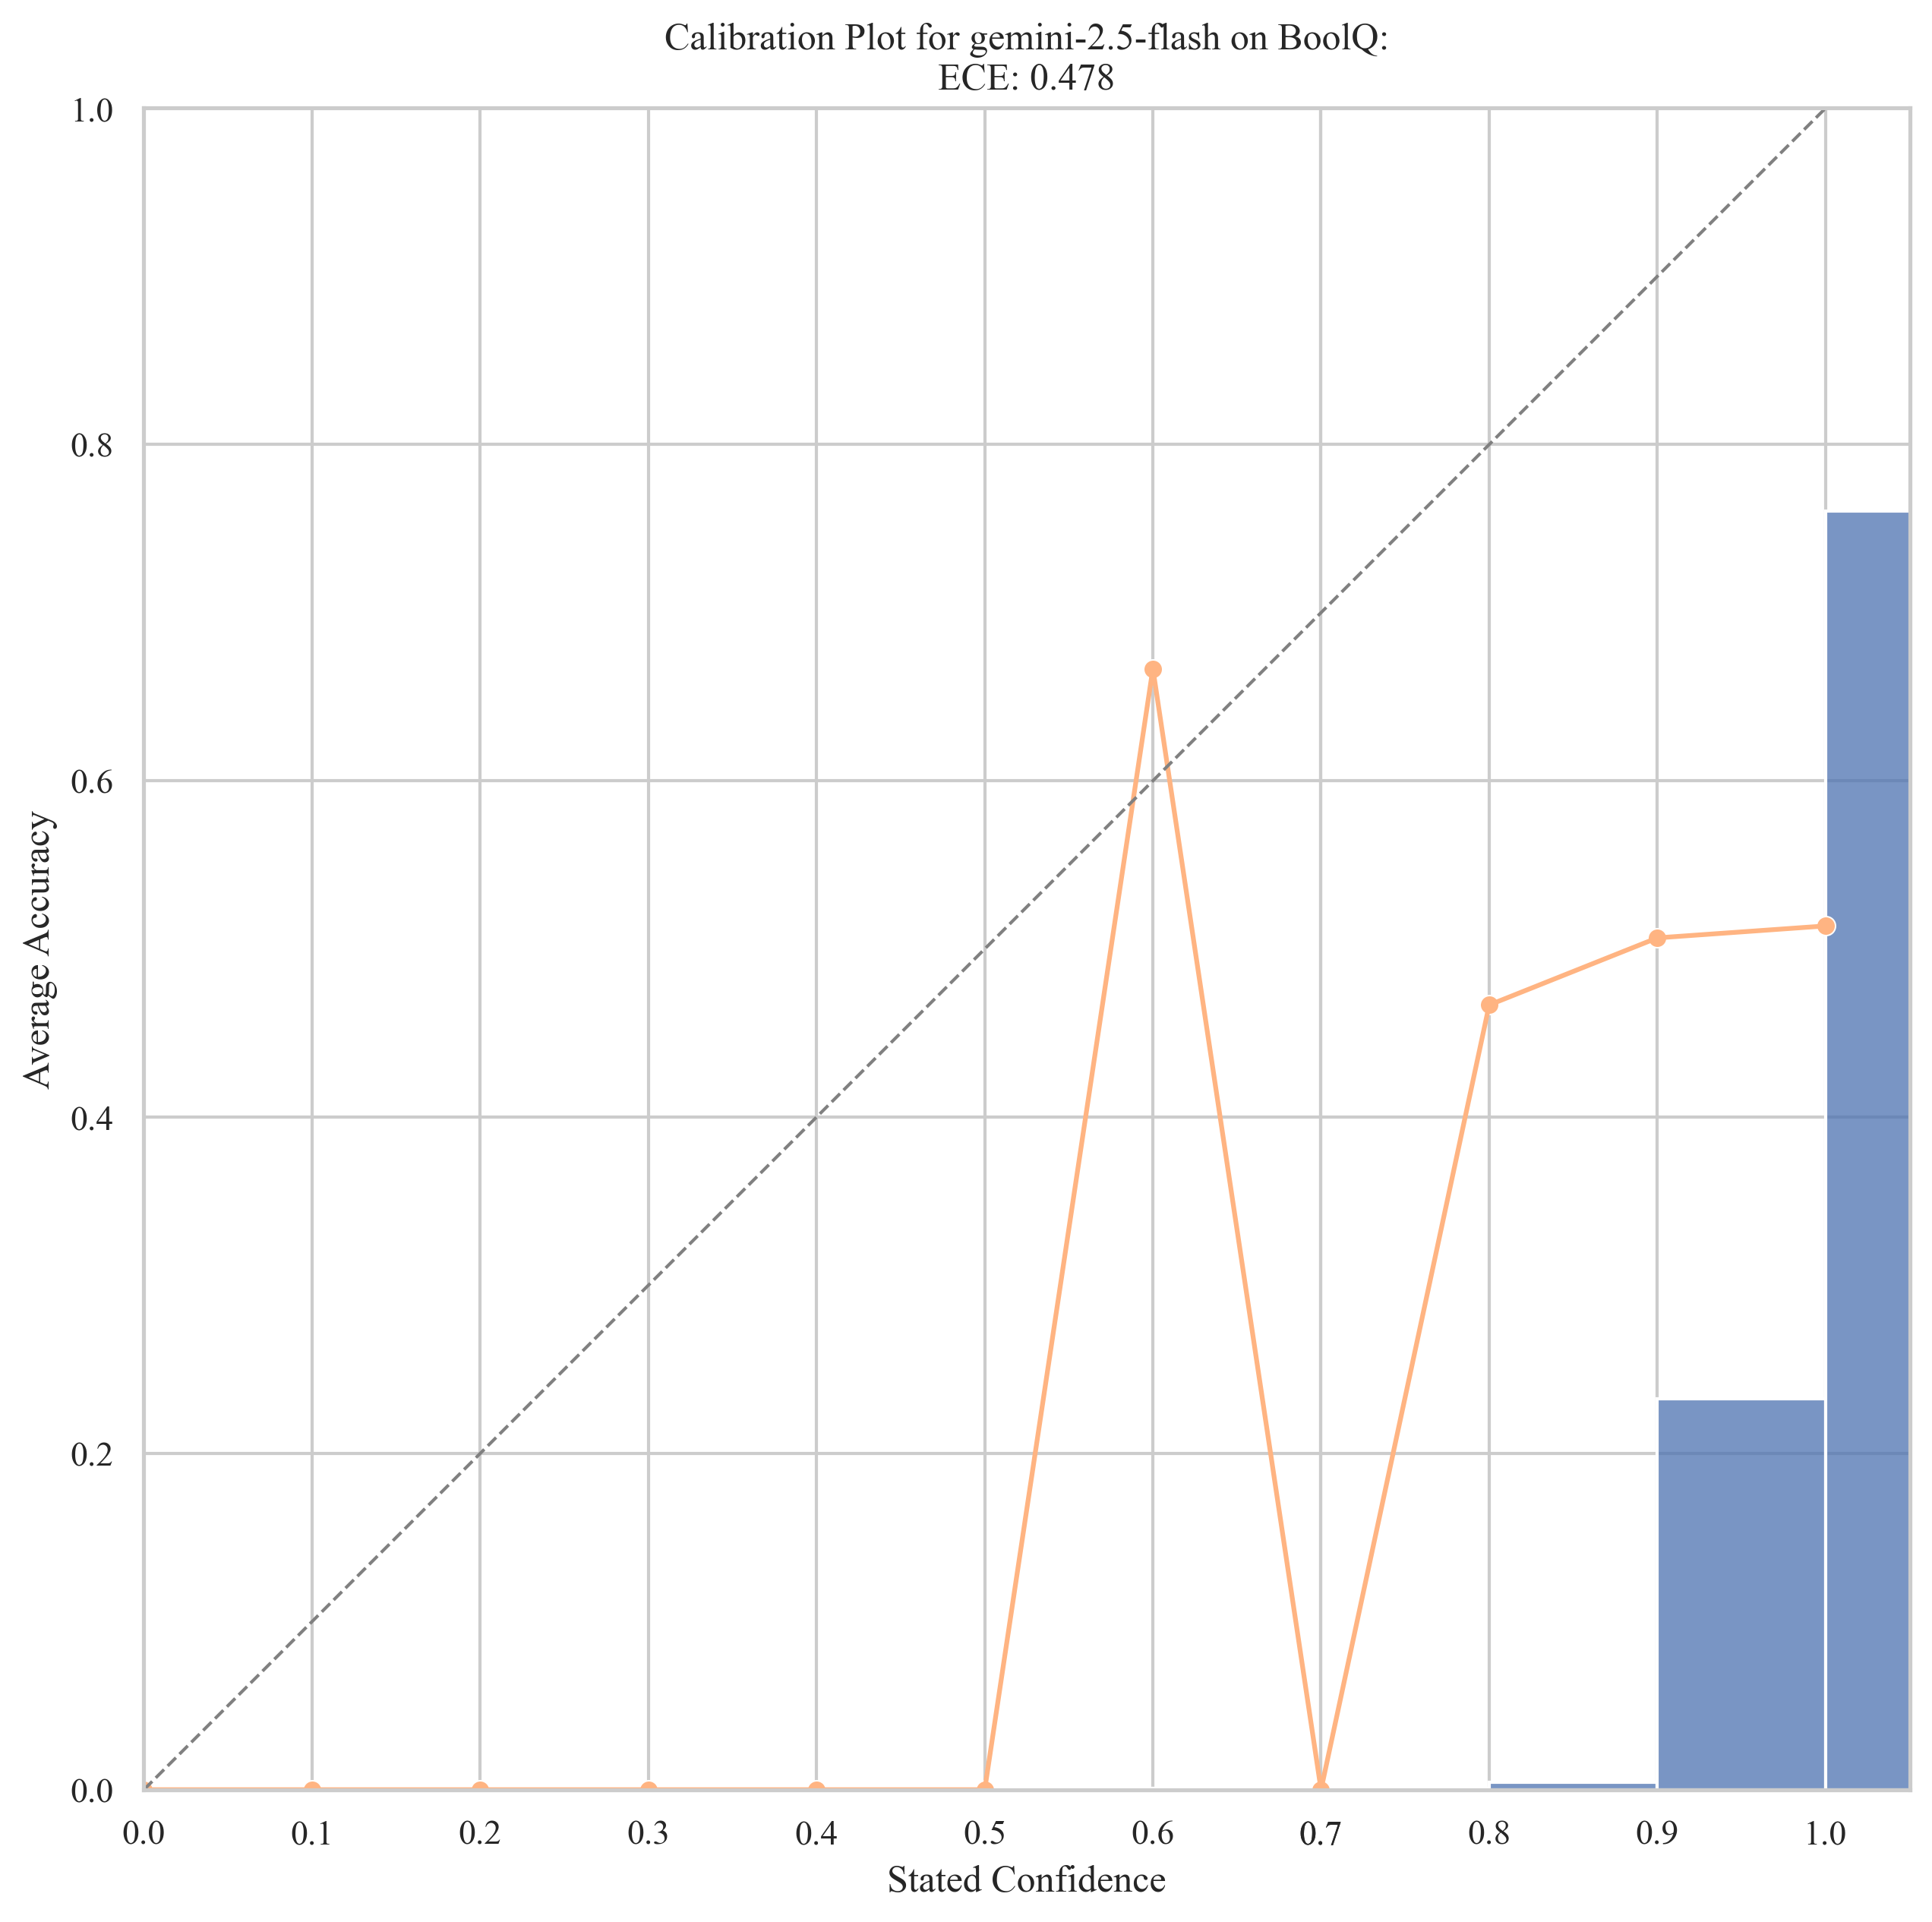 Calibration Plot for gemini-2.5-flash on BoolQ:
ECE: 0.478
1.0
0.8
0.6
0.4
0.2
0.0
Average Accuracy
0.0 0.1 0.2 0.3 0.4 0.5 0.6 0.7 0.8 0.9 1.0
Stated Confidence